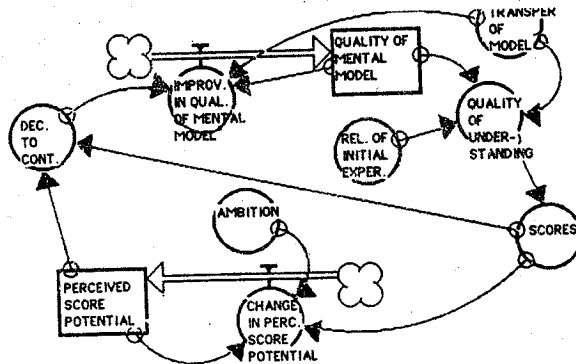 TRANSFER
OF
MODEL
QUALITY OF
MENTAL
MODEL
IMPROV.
IN QUAL.
OF MENTAL
MODEL
DEC.
TO
CONT.
QUALITY
OF
UNDER-
STANDING
REL. OF
INITIAL
EXPER.
AMBITION
SCORES
PERCEIVED
SCORE
POTENTIAL
CHANGE
IN PERC.
SCORE
POTENTIAL